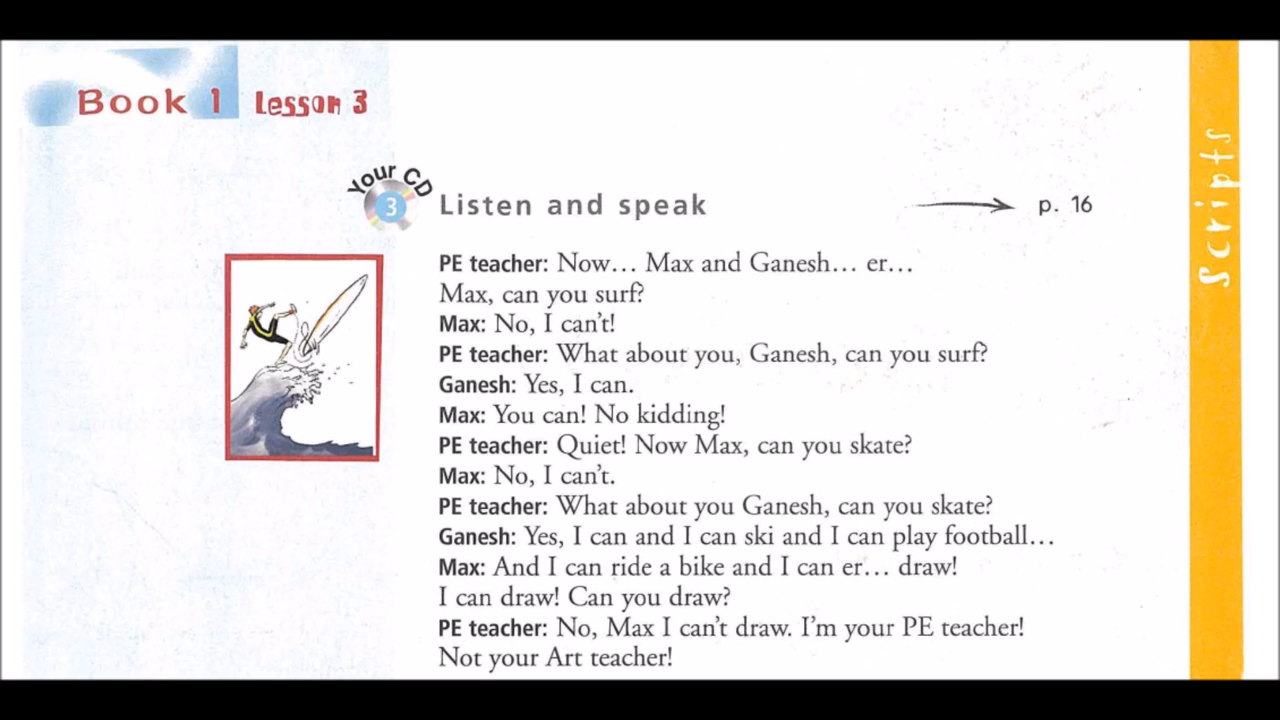 Book 1 Lesson 3
Your CD
3
Listen and speak
p. 16
PE teacher: Now... Max and Ganesh... er...
Max, can you surf?
Max: No, I can't!
PE teacher: What about you, Ganesh, can you surf?
Ganesh: Yes, I can.
Max: You can! No kidding!
PE teacher: Quiet! Now Max, can you skate?
Max: No, I can't.
PE teacher: What about you Ganesh, can you skate?
Ganesh: Yes, I can and I can ski and I can play football...
Max: And I can ride a bike and I can er... draw!
I can draw! Can you draw?
PE teacher: No, Max I can't draw. I'm your PE teacher!
Not your Art teacher!
Scripts